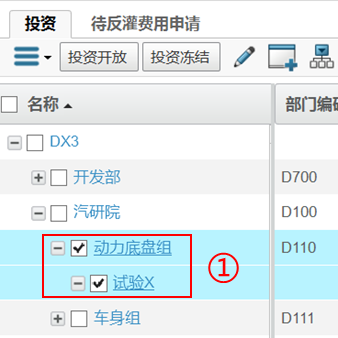 投资 待反灌费用申请
投资开放 投资冻结
名称 部门编
DX3
开发部 D700
汽研院 D100
动力底盘组 D110
①
试验X
车身组 D111